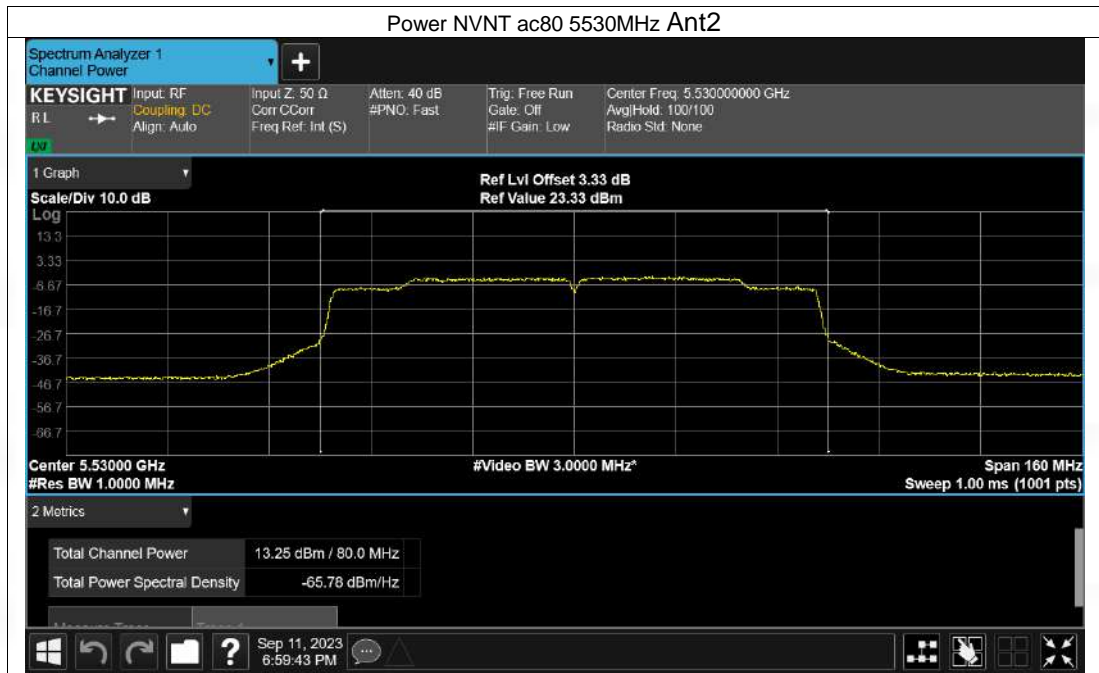 Power NVNT ac80 5530MHz Ant2
Spectrum Analyzer 1
Channel Power
KEYSIGHT
R L
LXI
Input: RF
Coupling: DC
Align: Auto
Input Z: 50 Ω
Corr CCorr
Freq Ref: Int (S)
Atten: 40 dB
#PNO: Fast
Trig: Free Run
Gate: Off
#IF Gain: Low
Center Freq: 5.530000000 GHz
Avg|Hold: 100/100
Radio Std: None
1 Graph
Ref Lvl Offset 3.33 dB
Scale/Div 10.0 dB
Ref Value 23.33 dBm
Log
13.3
3.33
-6.67
-16.7
-26.7
-36.7
-46.7
-56.7
-66.7
Center 5.53000 GHz
#Video BW 3.0000 MHz*
Span 160 MHz
#Res BW 1.0000 MHz
Sweep 1.00 ms (1001 pts)
2 Metrics
Total Channel Power 13.25 dBm / 80.0 MHz
Total Power Spectral Density -65.78 dBm/Hz
Sep 11, 2023
6:59:43 PM